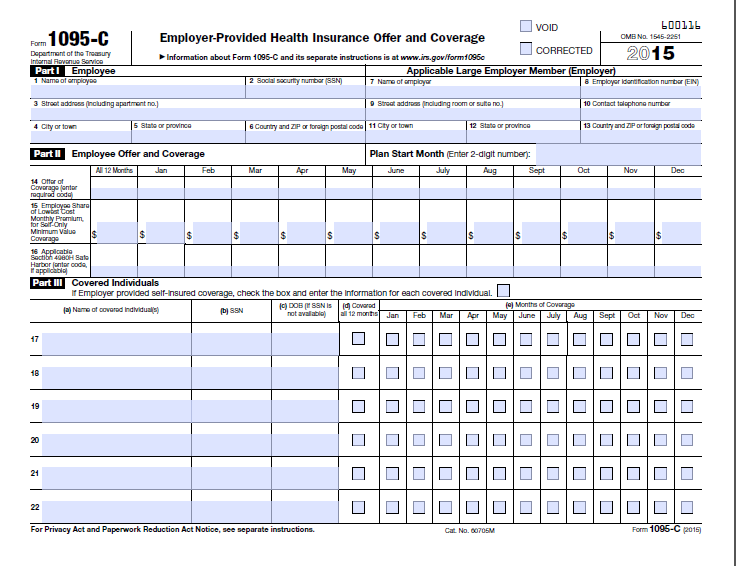 VOID
600116
Form 1095-C
Department of the Treasury
Internal Revenue Service
Employer-Provided Health Insurance Offer and Coverage
▶ Information about Form 1095-C and its separate instructions is at www.irs.gov/form1095c
CORRECTED
OMB No. 1545-2251
2015
Part I Employee
Applicable Large Employer Member (Employer)
1 Name of employee
2 Social security number (SSN)
7 Name of employer
8 Employer identification number (EIN)
3 Street address (including apartment no.)
9 Street address (including room or suite no.)
10 Contact telephone number
4 City or town
5 State or province
6 Country and ZIP or foreign postal code
11 City or town
12 State or province
13 Country and ZIP or foreign postal code
Part II Employee Offer and Coverage
Plan Start Month (Enter 2-digit number):
All 12 Months Jan Feb Mar Apr May June July Aug Sept Oct Nov Dec
14 Offer of
Coverage (enter
required code)
15 Employee Share
of Lowest Cost
Monthly Premium,
for Self-Only
Minimum Value
Coverage
$ $ $ $ $ $ $ $ $ $ $ $ $
16 Applicable
Section 4980H Safe
Harbor (enter code,
if applicable)
Part III Covered Individuals
If Employer provided self-insured coverage, check the box and enter the information for each covered individual.
(a) Name of covered individual(s)
(b) SSN
(c) DOB (If SSN is
not available)
(d) Covered
all 12 months
(e) Months of Coverage
Jan Feb Mar Apr May June July Aug Sept Oct Nov Dec
17
18
19
20
21
22
For Privacy Act and Paperwork Reduction Act Notice, see separate instructions.
Cat. No. 60705M
Form 1095-C (2015)